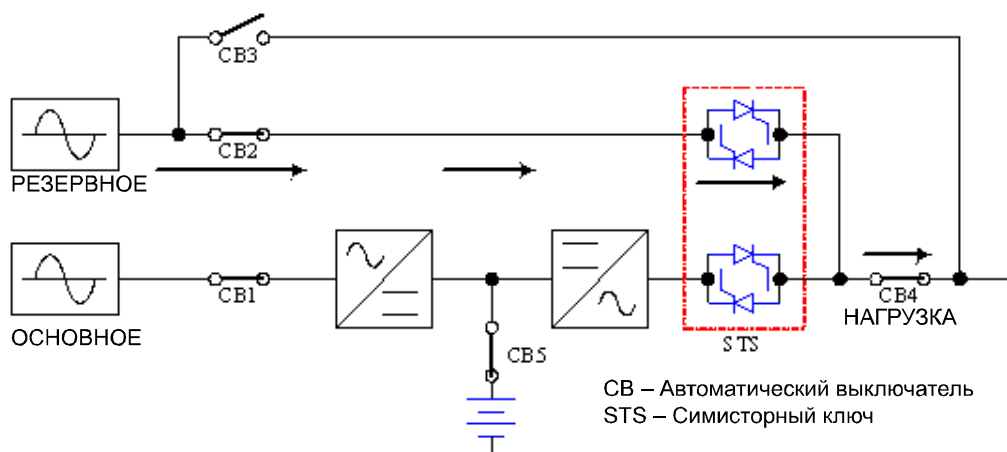 CB3
CB2
РЕЗЕРВНОЕ
CB1
CB4
ОСНОВНОЕ
НАГРУЗКА
STS
CB5
CB – Автоматический выключатель
STS – Симисторный ключ